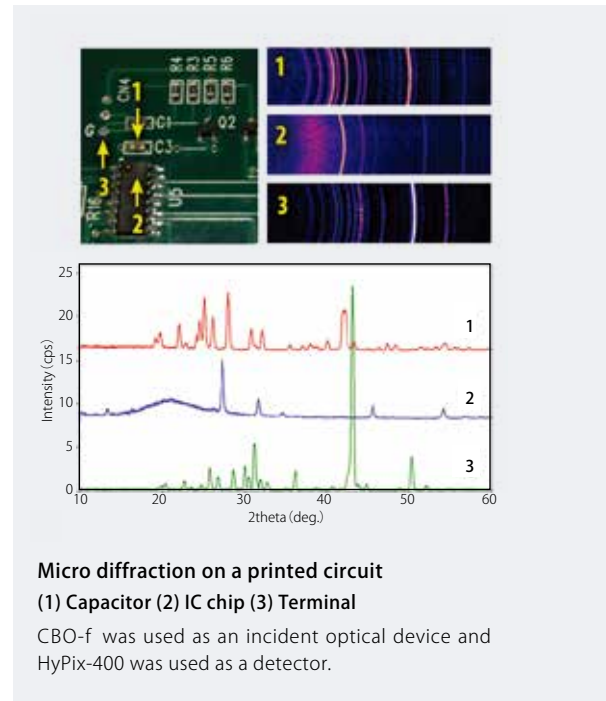 R4
R3
R5
R6
CN4
1
G
C1
Q2
C3
3
2
R16
U5
1
2
3
25
20
15
10
5
0
Intensity (cps)
1
2
3
10 20 30 40 50 60
2theta (deg.)
Micro diffraction on a printed circuit
(1) Capacitor (2) IC chip (3) Terminal
CBO-f was used as an incident optical device and
HyPix-400 was used as a detector.